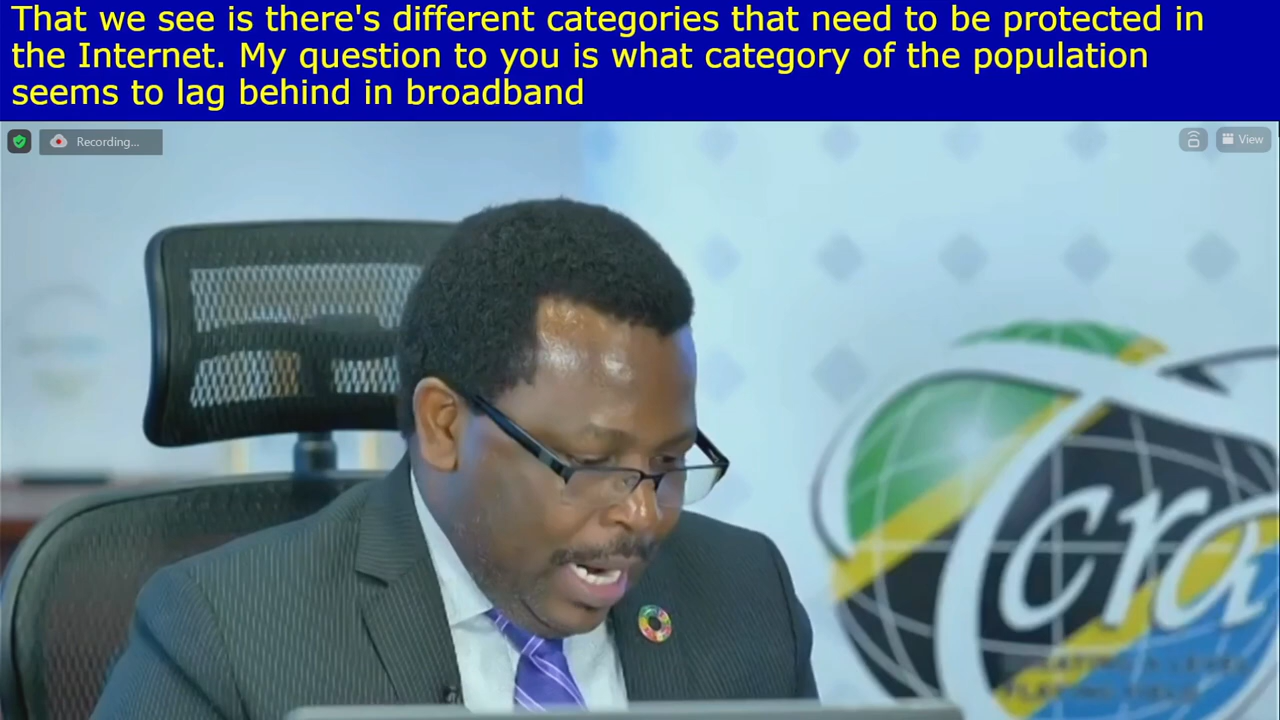 That we see is there's different categories that need to be protected in
the Internet. My question to you is what category of the population
seems to lag behind in broadband
Recording...
View
cra